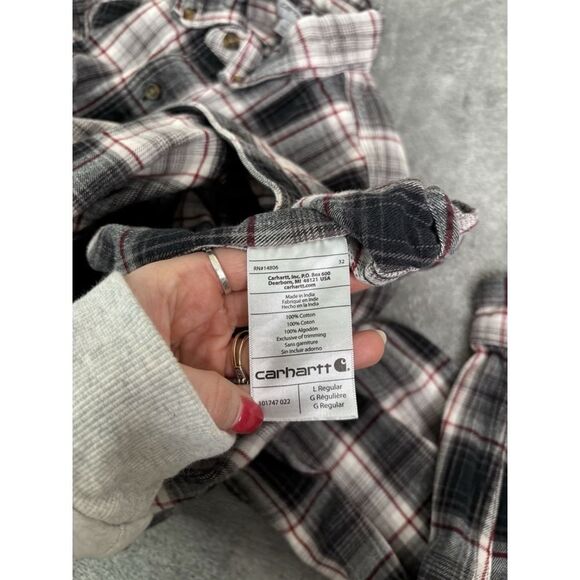 RN#14806 32
Carhartt, Inc. P.O. Box 600
Dearborn, MI 48121 USA
carhartt.com
Made in India
Fabriqué en Inde
Hecho en la India
100% Cotton
100% Coton
100% Algodón
Exclusive of trimming
Sans garniture
Sin incluir adorno
carhartt
101747 022
L Regular
G Régulière
G Regular